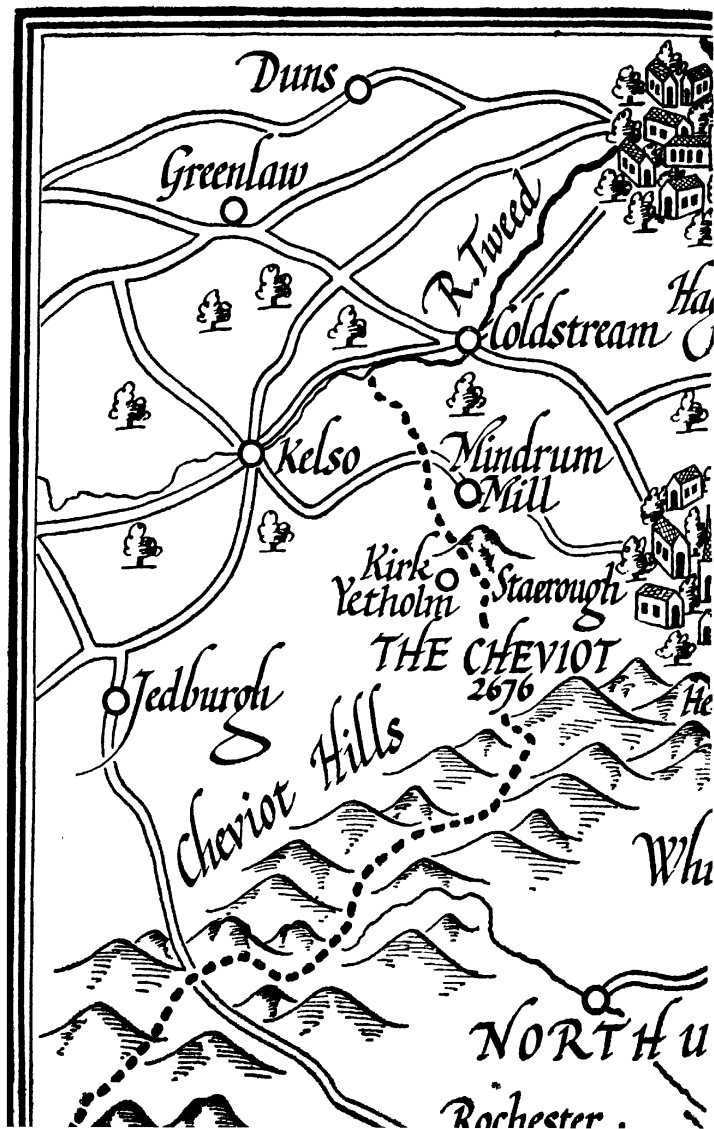 Duns
Greenlaw
R. Tweed
Coldstream
Kelso
Mindrum
Mill
Kirk
Yetholm
Staerough
THE CHEVIOT
2676
Jedburgh
Cheviot Hills
NORTHU
Rochester